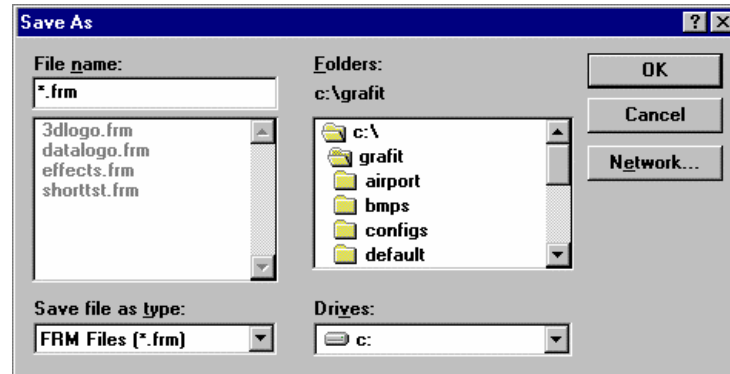 Save As
File name:
*.frm
3dlogo.frm
datalogo.frm
effects.frm
shorttst.frm
Save file as type:
FRM Files (*.frm)
Folders:
c:\grafit
c:\
grafit
airport
bmps
configs
default
Drives:
c:
OK
Cancel
Network...